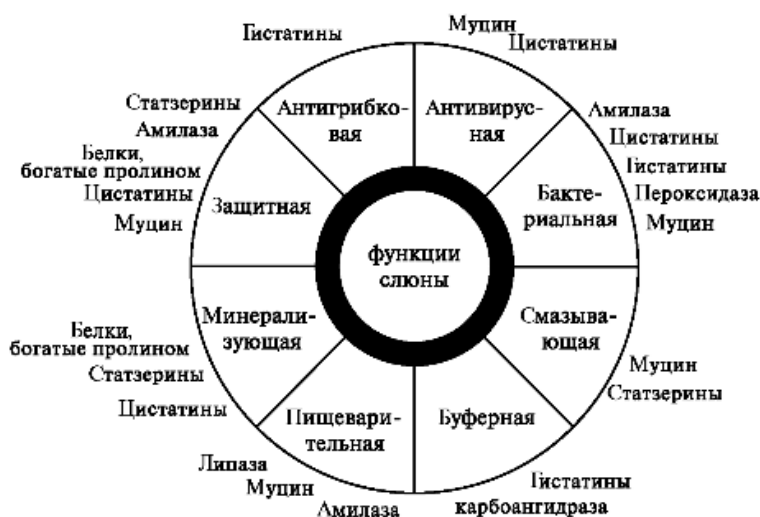 Муцин
Гистатины
Цистатины
Статзерины
Амилаза
Белки,
богатые пролином
Цистатины
Муцин
Антигрибко-
вая
Антивирус-
ная
Амилаза
Цистатины
Гистатины
Пероксидаза
Муцин
Защитная
Бакте-
риальная
функции
слюны
Минерали-
зующая
Смазыва-
ющая
Белки,
богатые пролином
Статзерины
Цистатины
Муцин
Статзерины
Пищевари-
тельная
Буферная
Липаза
Муцин
Амилаза
Гистатины
карбоангидраза